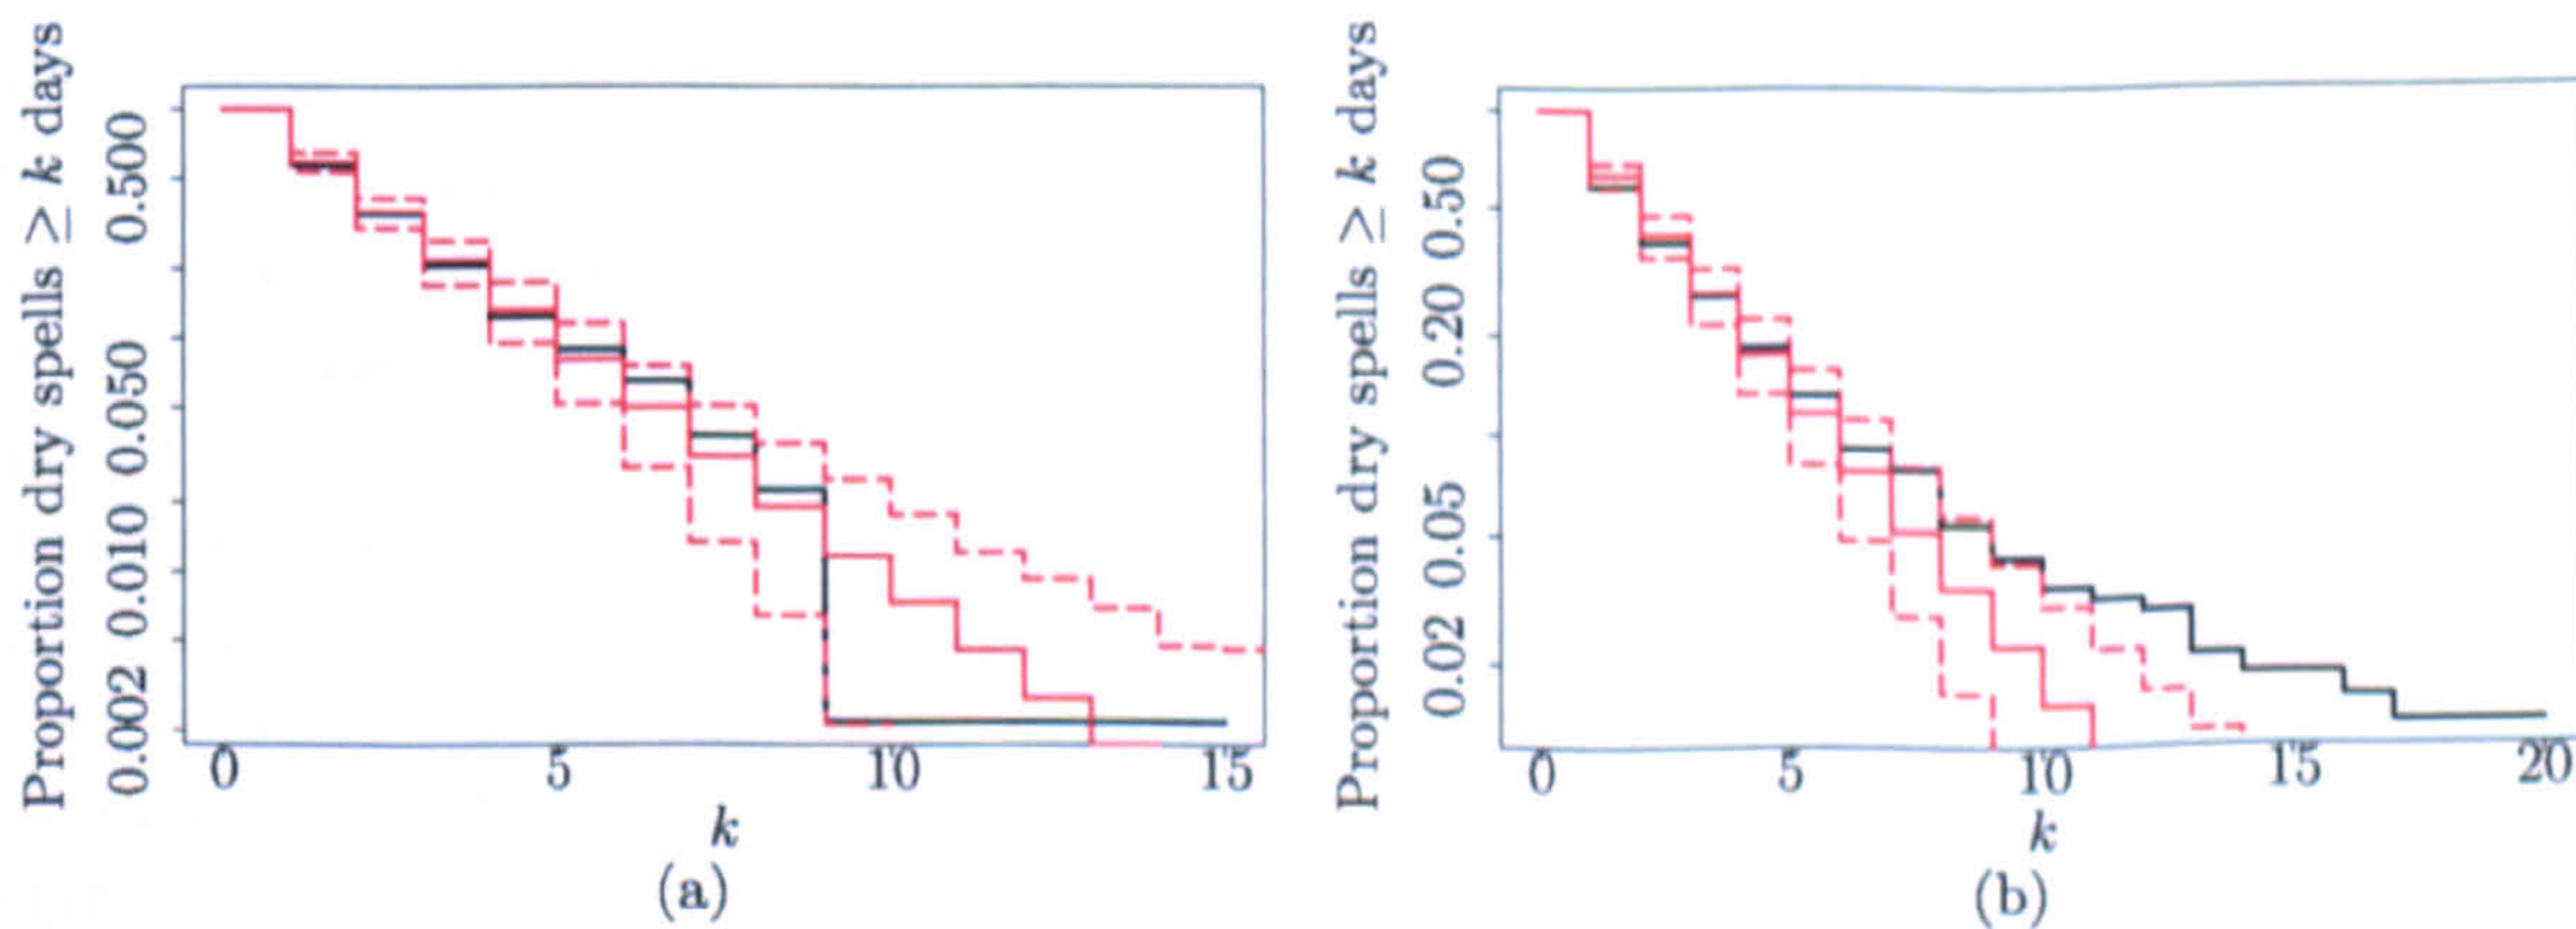 Proportion dry spells ≥ k days
0.500
0.050
0.010
0.002
0 5 10 15
k
(a)
Proportion dry spells ≥ k days
0.50
0.20
0.05
0.02
0 5 10 15 20
k
(b)